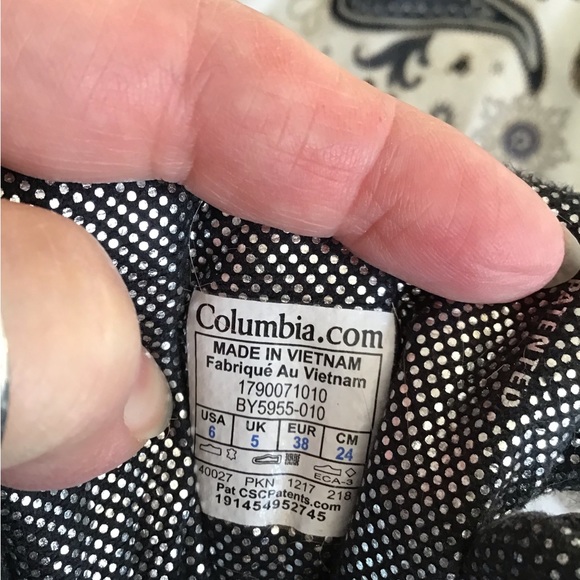 Columbia.com
MADE IN VIETNAM
Fabriqué Au Vietnam
1790071010
BY5955-010
USA UK EUR CM
6 5 38 24
ECA-3
40027 PKN 1217 218
Pat CSCPatents.com
191454952745
PATENTED